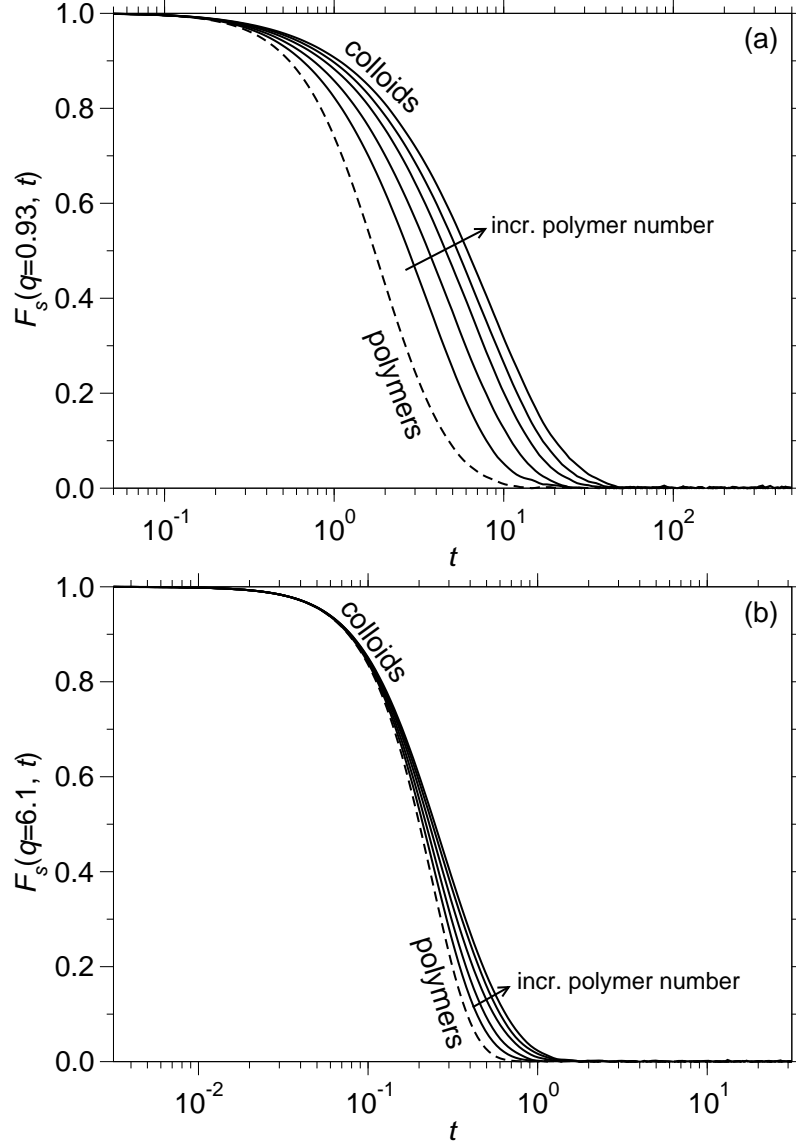 1.0
(a)
colloids
0.8
0.6
incr. polymer number
F_s(q=0.93, t)
0.4
polymers
0.2
0.0
10^-1
10^0
10^1
10^2
t
1.0
(b)
colloids
0.8
0.6
F_s(q=6.1, t)
0.4
0.2
polymers
incr. polymer number
0.0
10^-2
10^-1
10^0
10^1
t